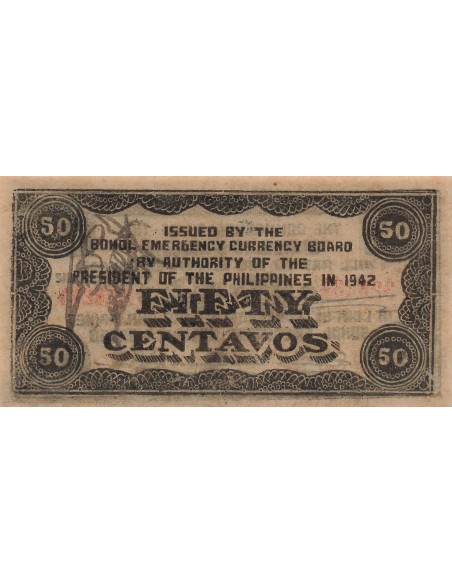 50 50
ISSUED BY THE
BOHOL EMERGENCY CURRENCY BOARD
BY AUTHORITY OF THE
PRESIDENT OF THE PHILIPPINES IN 1942
FIFTY
CENTAVOS
50 50